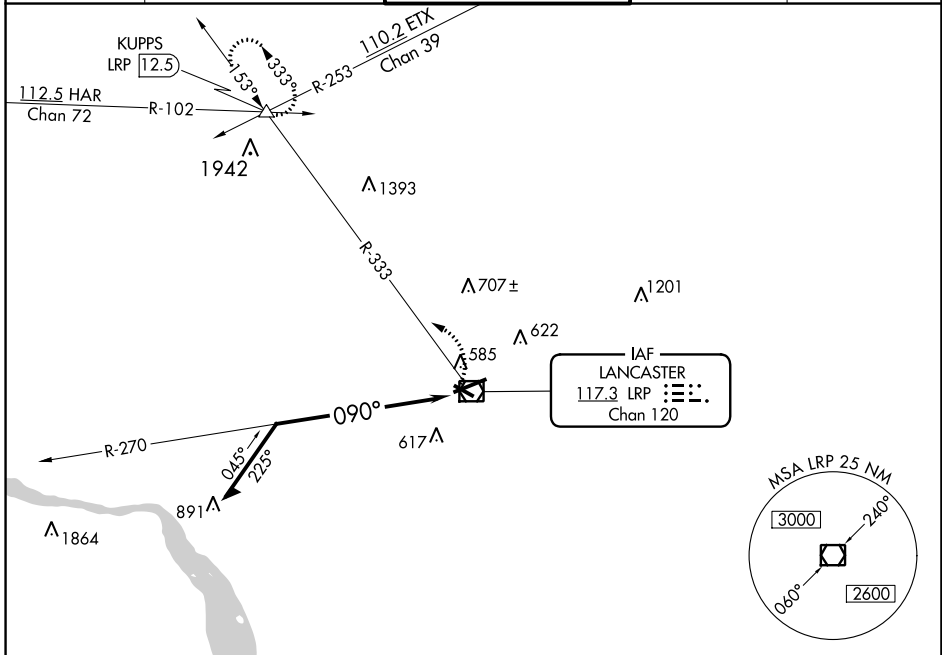 KUPPS
LRP 12.5
110.2 ETX
Chan 39
R-253
153°
333°
112.5 HAR
Chan 72
R-102
1942
1393
R-333
707±
1201
622
585
IAF
LANCASTER
117.3 LRP
Chan 120
090°
R-270
617
045°
225°
891
1864
MSA LRP 25 NM
3000
240°
060°
2600